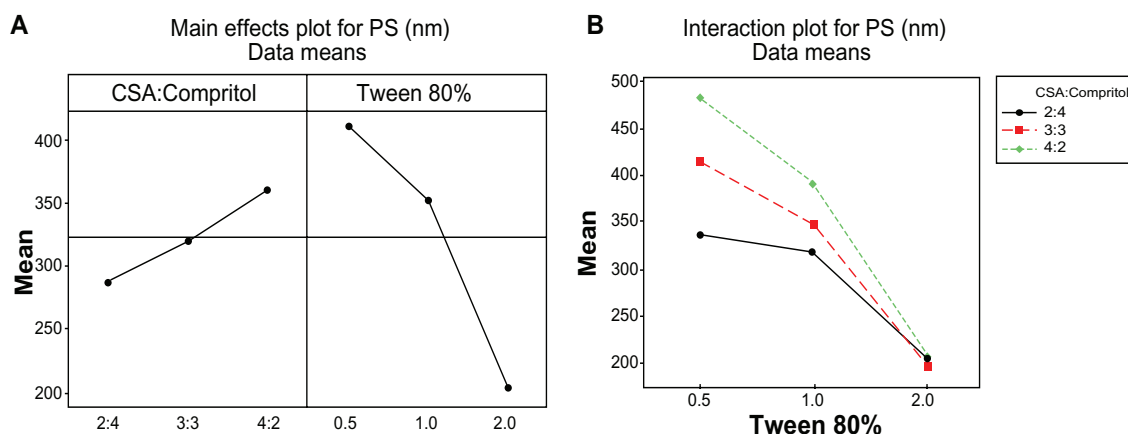 A
Main effects plot for PS (nm)
Data means
CSA:Compritol
Tween 80%
Mean
400
350
300
250
200
2:4
3:3
4:2
0.5
1.0
2.0
B
Interaction plot for PS (nm)
Data means
Mean
500
450
400
350
300
250
200
0.5
1.0
2.0
Tween 80%
CSA:Compritol
2:4
3:3
4:2